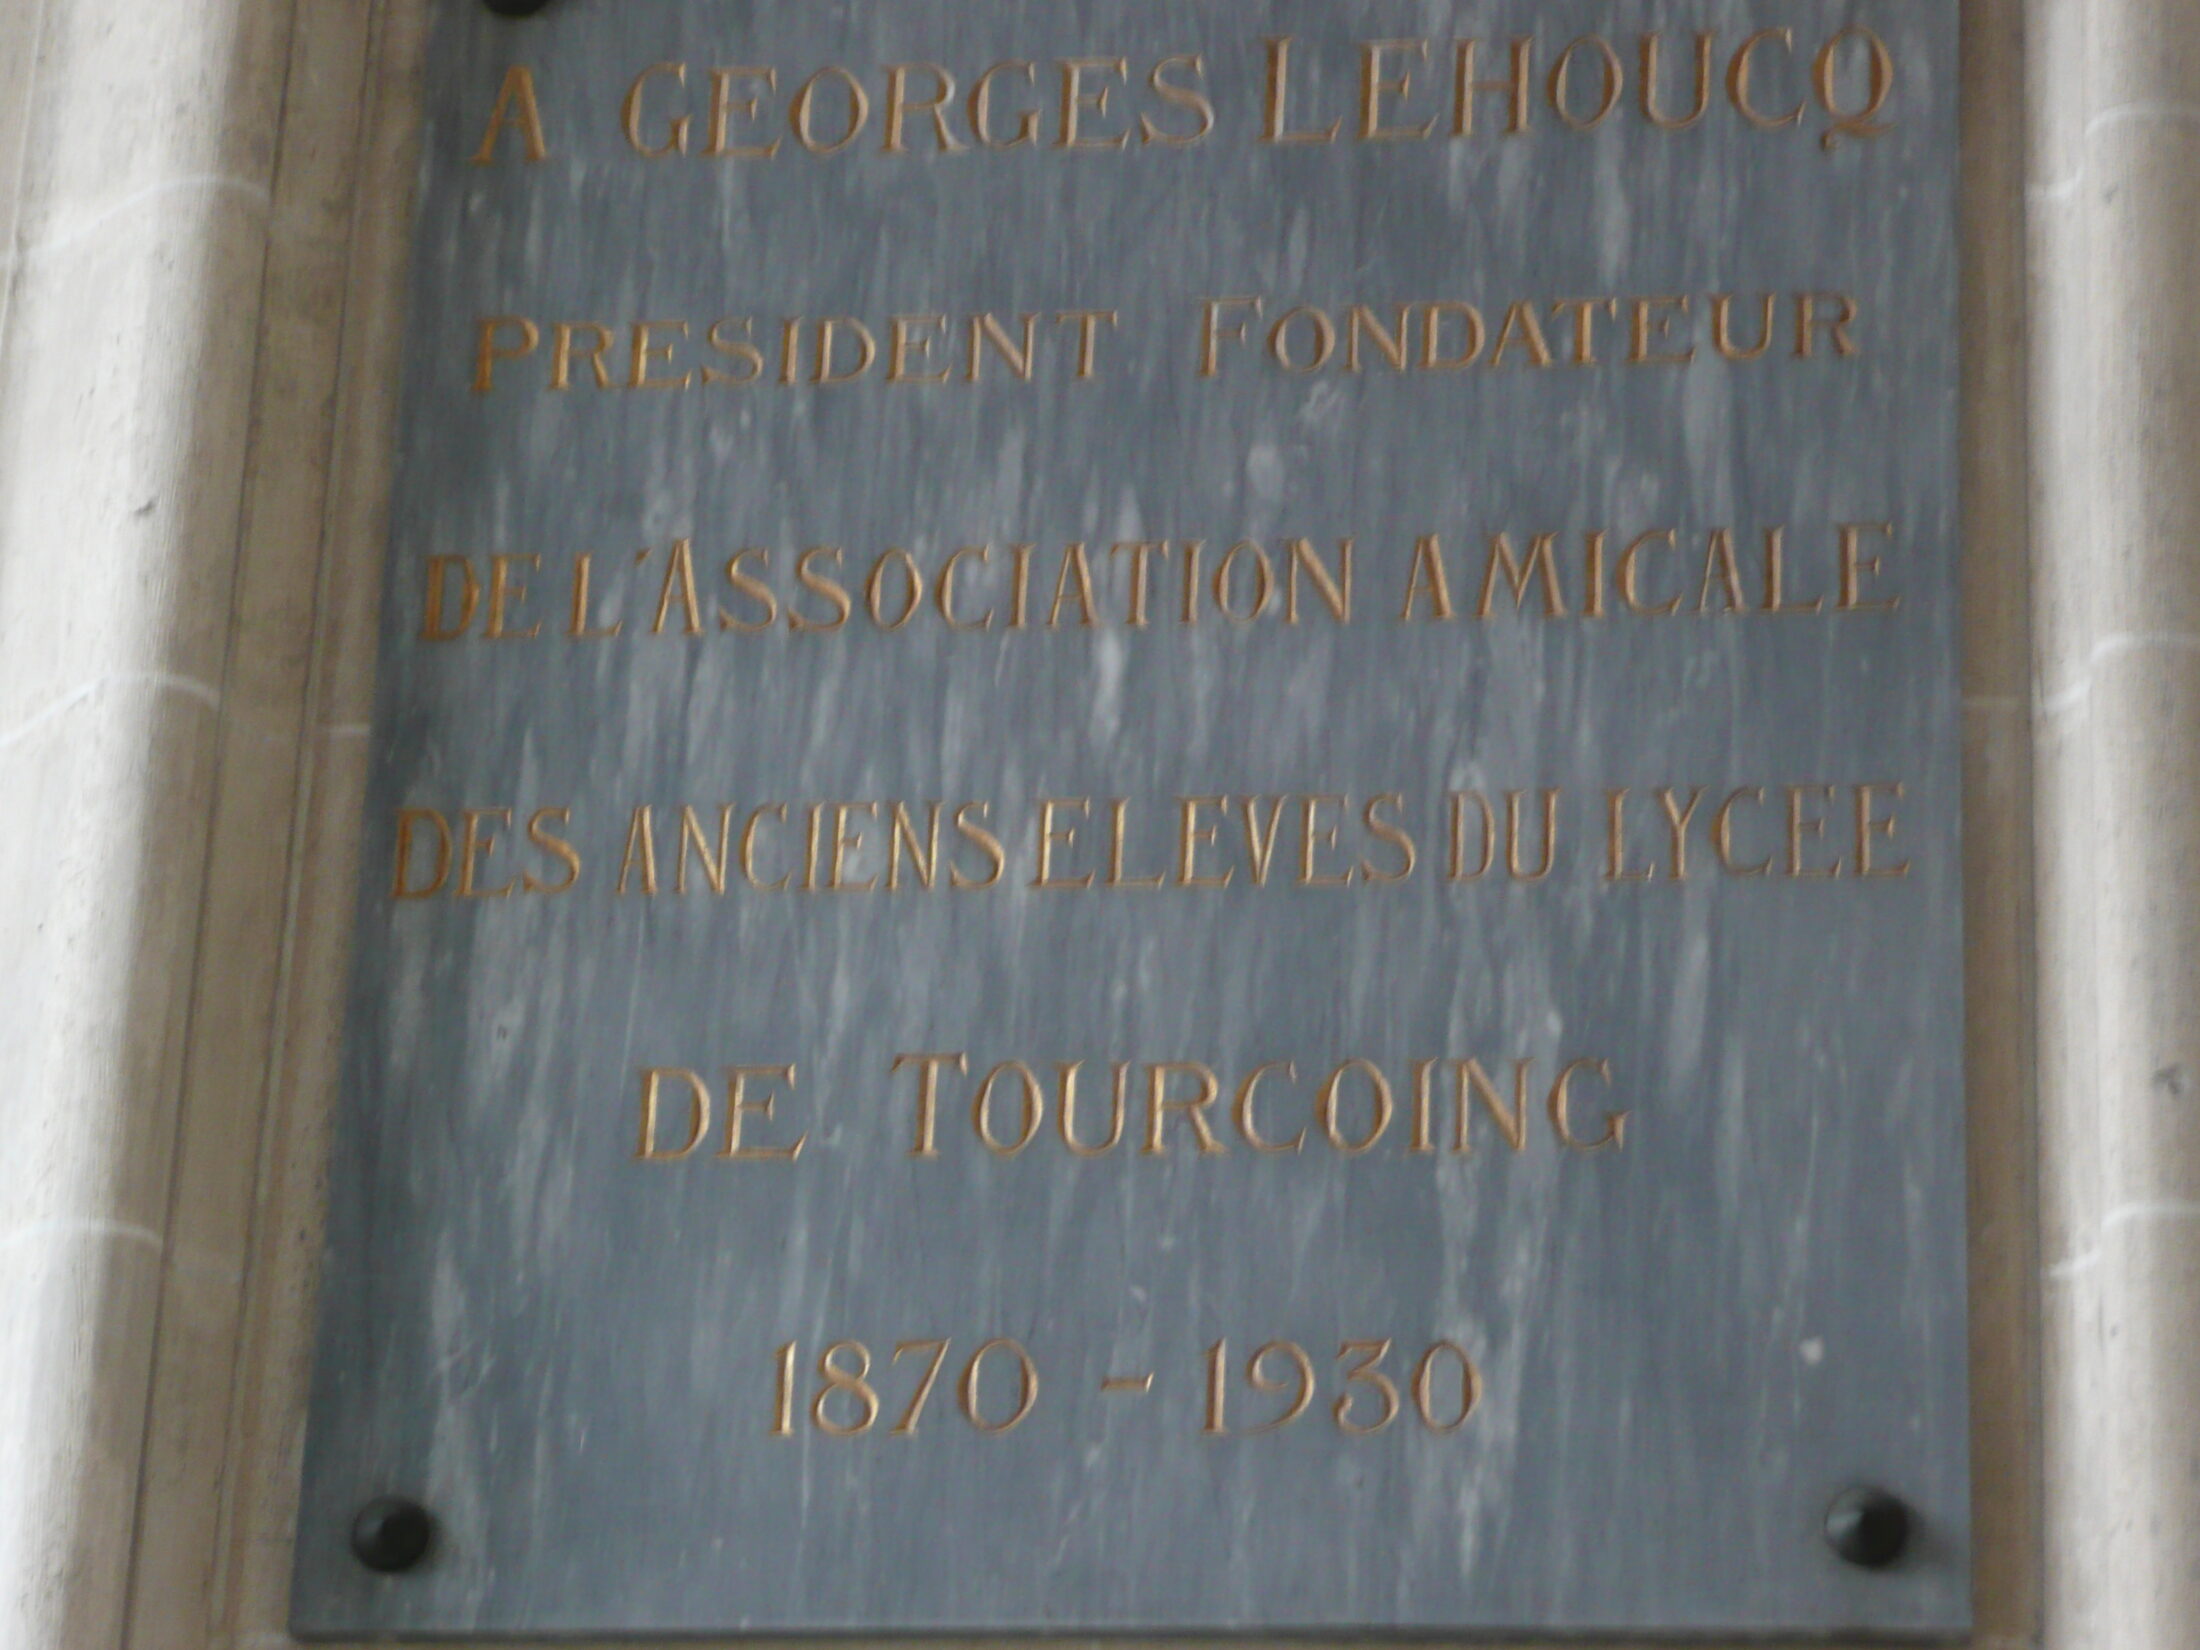 A GEORGES LEHOUCQ
PRESIDENT FONDATEUR
DE L'ASSOCIATION AMICALE
DES ANCIENS ELEVES DU LYCEE
DE TOURCOING
1870 - 1930